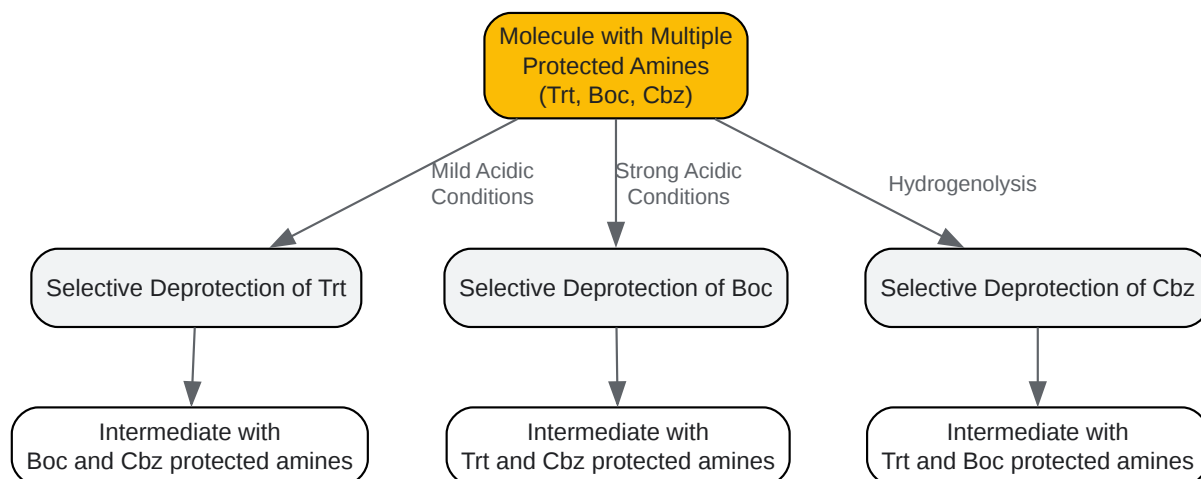 Molecule with Multiple
Protected Amines
(Trt, Boc, Cbz)
Mild Acidic
Conditions
Strong Acidic
Conditions
Hydrogenolysis
Selective Deprotection of Trt
Selective Deprotection of Boc
Selective Deprotection of Cbz
Intermediate with
Boc and Cbz protected amines
Intermediate with
Trt and Cbz protected amines
Intermediate with
Trt and Boc protected amines